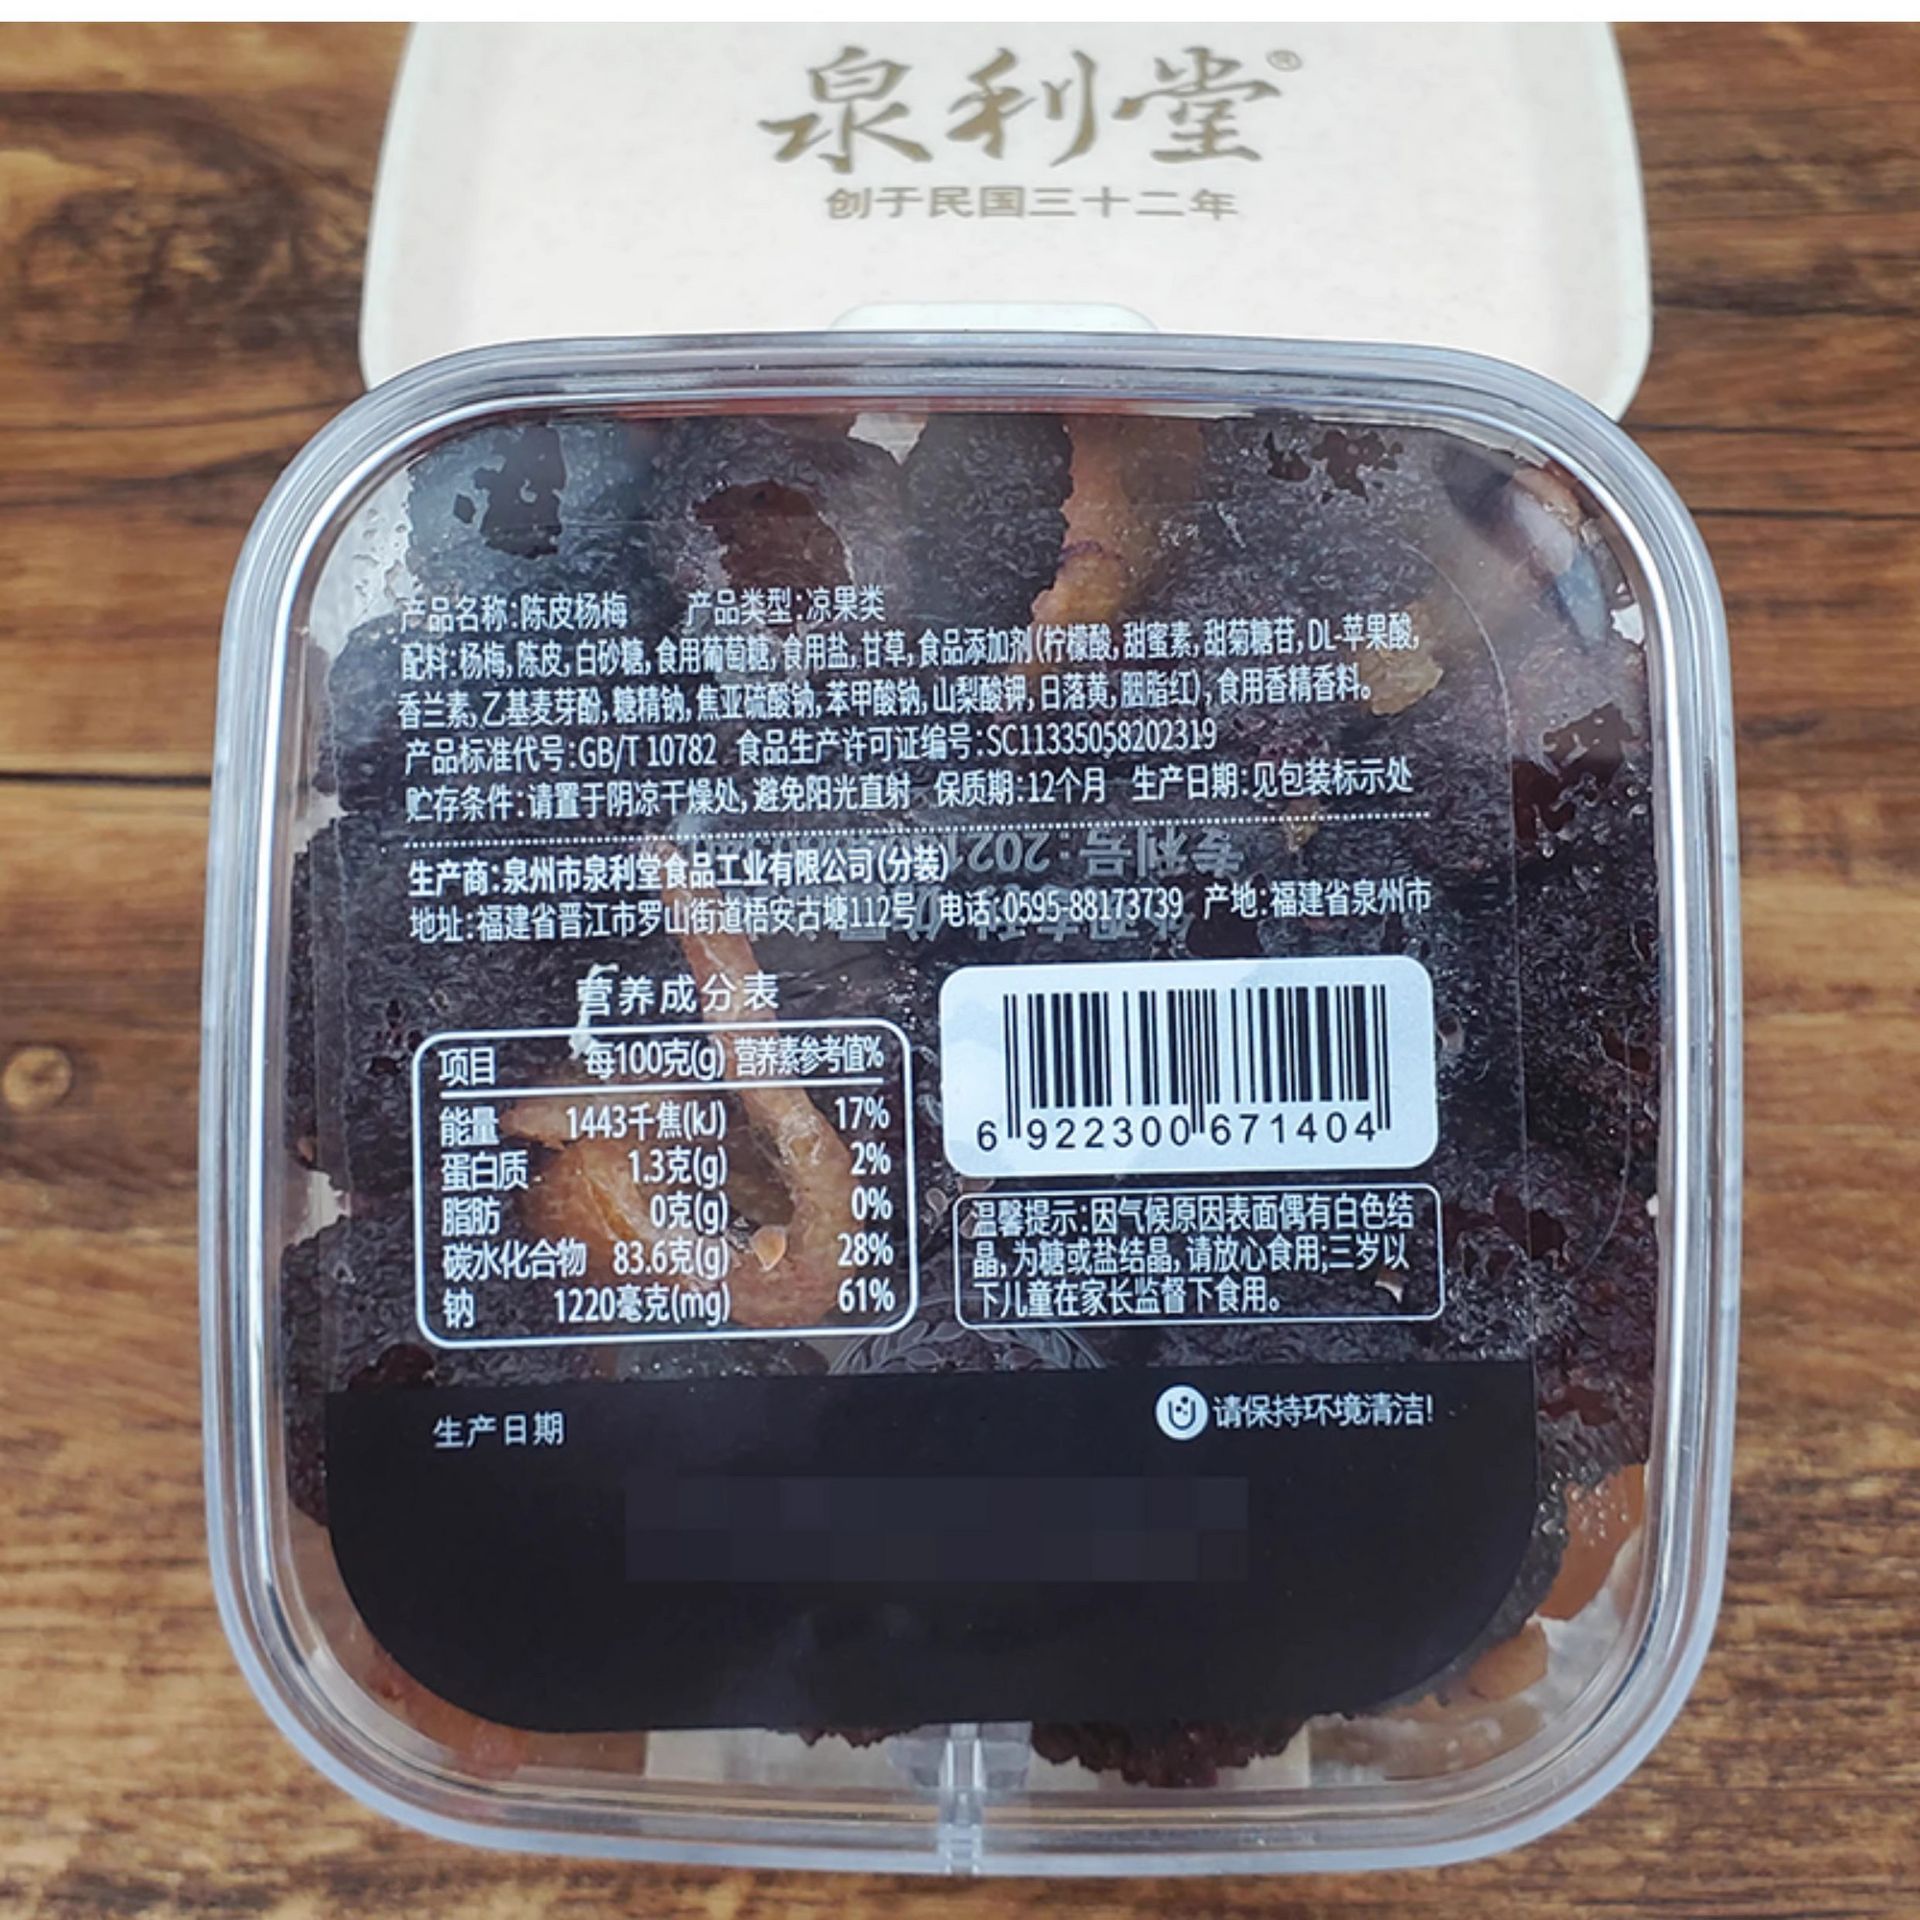 泉利堂®
创于民国三十二年
产品名称:陈皮杨梅 产品类型:凉果类
配料:杨梅,陈皮,白砂糖,食用葡萄糖,食用盐,甘草,食品添加剂(柠檬酸,甜蜜素,甜菊糖苷,DL-苹果酸,
香兰素,乙基麦芽酚,糖精钠,焦亚硫酸钠,苯甲酸钠,山梨酸钾,日落黄,胭脂红),食用香精香料。
产品标准代号:GB/T 10782 食品生产许可证编号:SC11335058202319
贮存条件:请置于阴凉干燥处,避免阳光直射 保质期:12个月 生产日期:见包装标示处
生产商:泉州市泉利堂食品工业有限公司(分装)
地址:福建省晋江市罗山街道梧安古塘112号 电话:0595-88173739 产地:福建省泉州市
营养成分表
项目 每100克(g) 营养素参考值%
能量 1443千焦(kJ) 17%
蛋白质 1.3克(g) 2%
脂肪 0克(g) 0%
碳水化合物 83.6克(g) 28%
钠 1220毫克(mg) 61%
6 922300 671404
温馨提示:因气候原因表面偶有白色结
晶,为糖或盐结晶,请放心食用;三岁以
下儿童在家长监督下食用。
生产日期
请保持环境清洁!